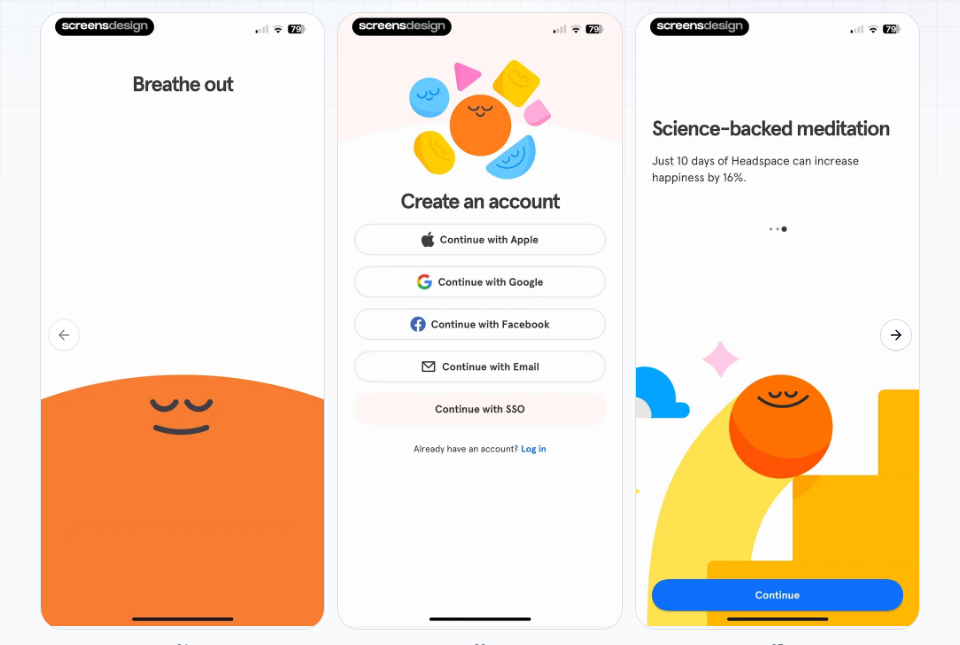 screensdesign
79
Breathe out
screensdesign
79
Create an account
Continue with Apple
Continue with Google
Continue with Facebook
Continue with Email
Continue with SSO
Already have an account? Log in
screensdesign
79
Science-backed meditation
Just 10 days of Headspace can increase
happiness by 16%.
Continue